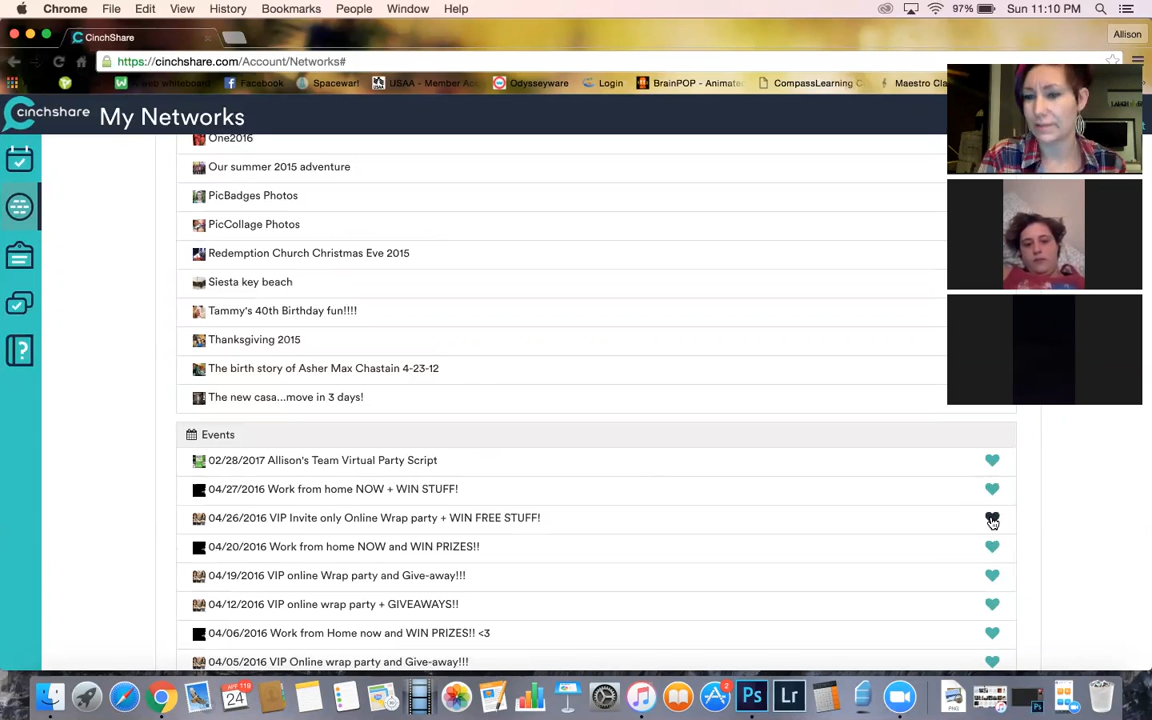 Chrome File Edit View History Bookmarks People Window Help 97% Sun 11:10 PM
CinchShare Allison
https://cinchshare.com/Account/Networks#
web whiteboard Facebook Spacewar! USAA - Member Odysseyware Login BrainPOP - Animate CompassLearning Maestro Cla
cinchshare My Networks
One2016
Our summer 2015 adventure
PicBadges Photos
PicCollage Photos
Redemption Church Christmas Eve 2015
Siesta key beach
Tammy's 40th Birthday fun!!!!
Thanksgiving 2015
The birth story of Asher Max Chastain 4-23-12
The new casa...move in 3 days!
Events
02/28/2017 Allison's Team Virtual Party Script
04/27/2016 Work from home NOW + WIN STUFF!
04/26/2016 VIP Invite only Online Wrap party + WIN FREE STUFF!
04/20/2016 Work from home NOW and WIN PRIZES!!
04/19/2016 VIP online Wrap party and Give-away!!!
04/12/2016 VIP online wrap party + GIVEAWAYS!!
04/06/2016 Work from Home now and WIN PRIZES!! <3
04/05/2016 VIP Online wrap party and Give-away!!!
APR 119 24 2 Ps Lr